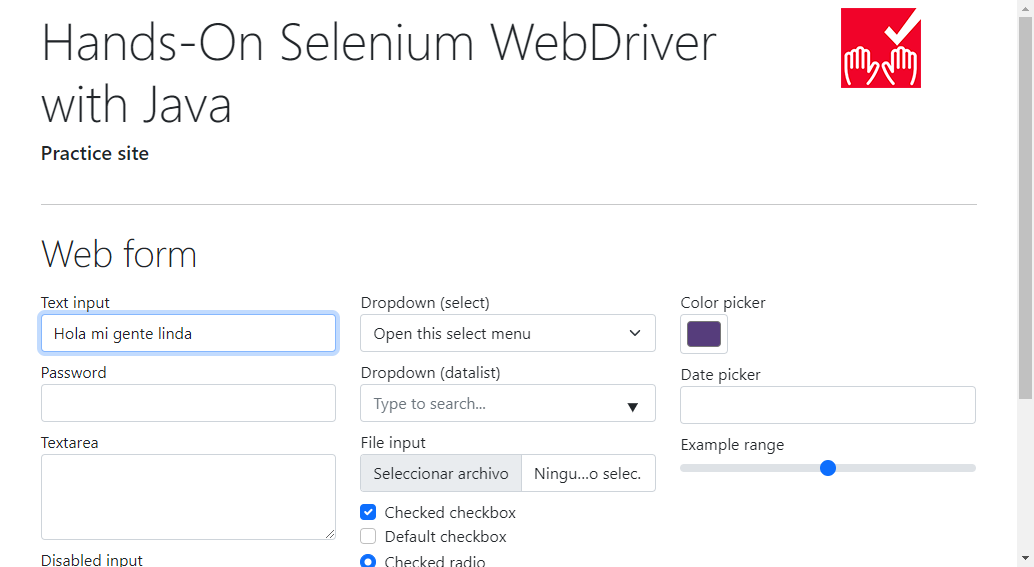 Hands-On Selenium WebDriver
with Java
Practice site
Web form
Text input
Hola mi gente linda
Password
Textarea
Disabled input
Dropdown (select)
Open this select menu
Dropdown (datalist)
Type to search...
File input
Seleccionar archivo Ningu...o selec.
Checked checkbox
Default checkbox
Checked radio
Color picker
Date picker
Example range